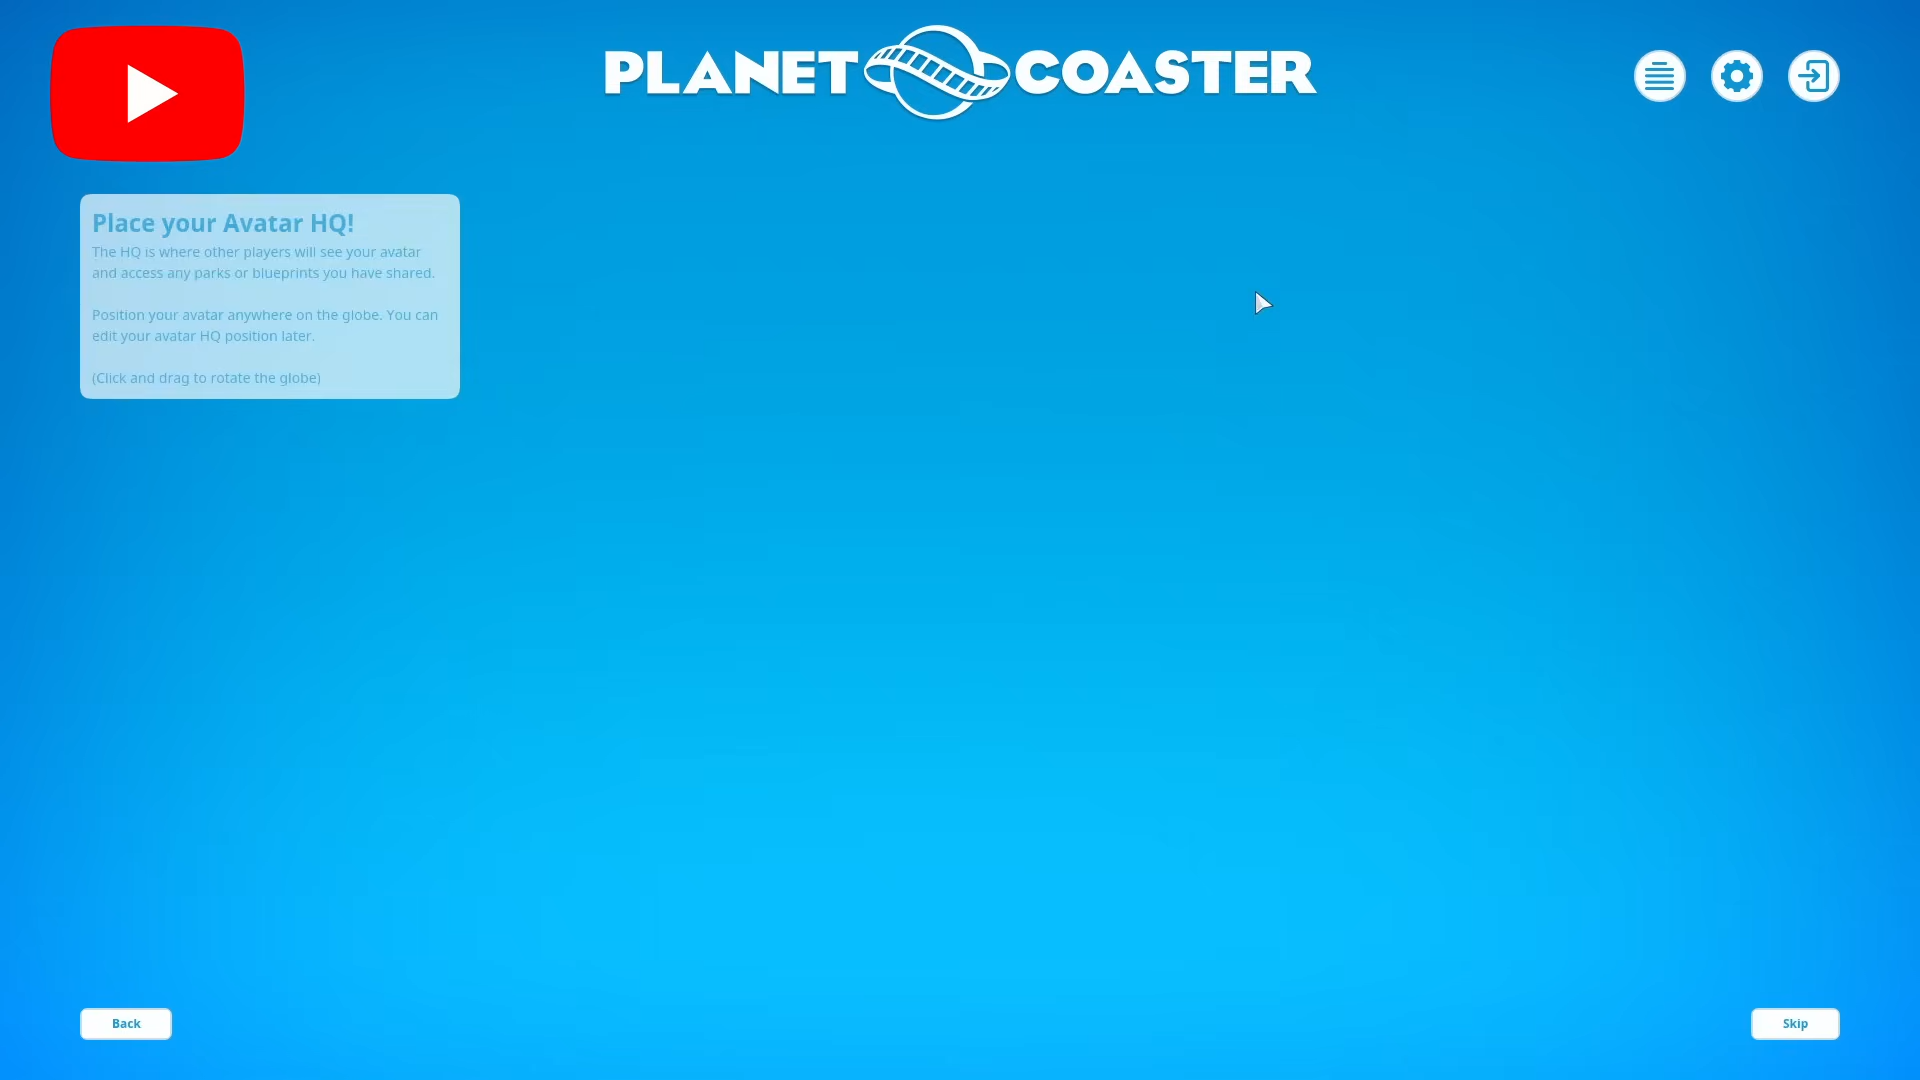 PLANET COASTER
Place your Avatar HQ!
The HQ is where other players will see your avatar
and access any parks or blueprints you have shared.
Position your avatar anywhere on the globe. You can
edit your avatar HQ position later.
(Click and drag to rotate the globe)
Back
Skip